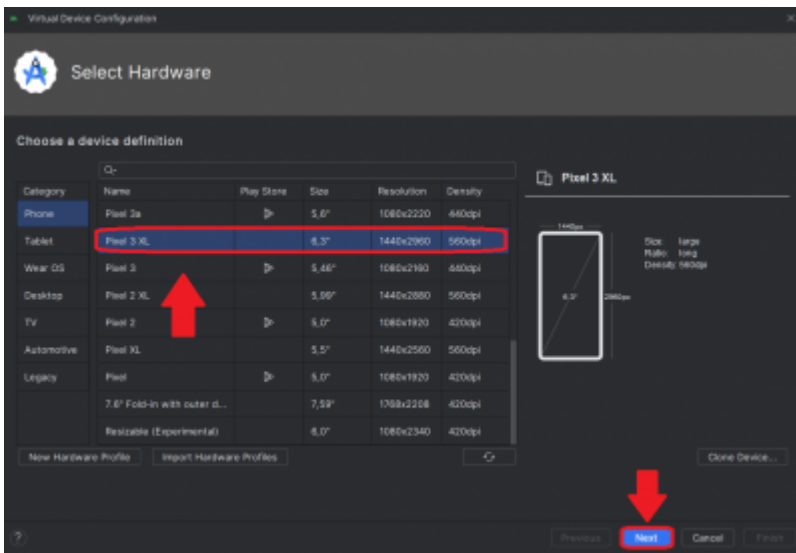 Virtual Device Configuration
Select Hardware
Choose a device definition
Category Name Play Store Size Resolution Density
Phone Pixel 3a 5,6" 1080x2220 440dpi
Tablet Pixel 3 XL 6,3" 1440x2960 560dpi
Wear OS Pixel 3 5,46" 1080x2160 440dpi
Desktop Pixel 2 XL 5,99" 1440x2880 560dpi
TV Pixel 2 5,0" 1080x1920 420dpi
Automotive Pixel XL 5,5" 1440x2560 560dpi
Legacy Pixel 5,0" 1080x1920 420dpi
7.6" Fold-in with outer d... 7,59" 1768x2208 420dpi
Resizable (Experimental) 6,0" 1080x2340 420dpi
New Hardware Profile Import Hardware Profiles
Pixel 3 XL
1440px
6,3"
2960px
Size: large
Ratio: long
Density: 560dpi
Clone Device...
? Previous Next Cancel Finish